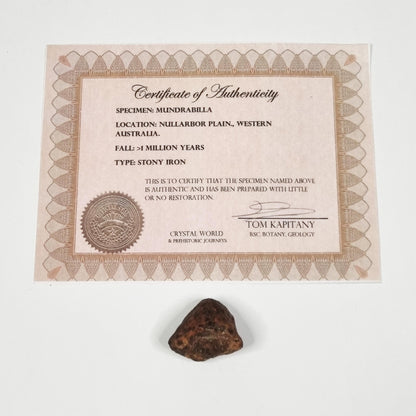 Certificate of Authenticity
SPECIMEN: MUNDRABILLA
LOCATION: NULLARBOR PLAIN., WESTERN
AUSTRALIA.
FALL: >1 MILLION YEARS
TYPE: STONY IRON
THIS IS TO CERTIFY THAT THE SPECIMEN NAMED ABOVE
IS AUTHENTIC AND HAS BEEN PREPARED WITH LITTLE
OR NO RESTORATION.
TOM KAPITANY
BSC. BOTANY, GEOLOGY
CRYSTAL WORLD
& PREHISTORIC JOURNEYS